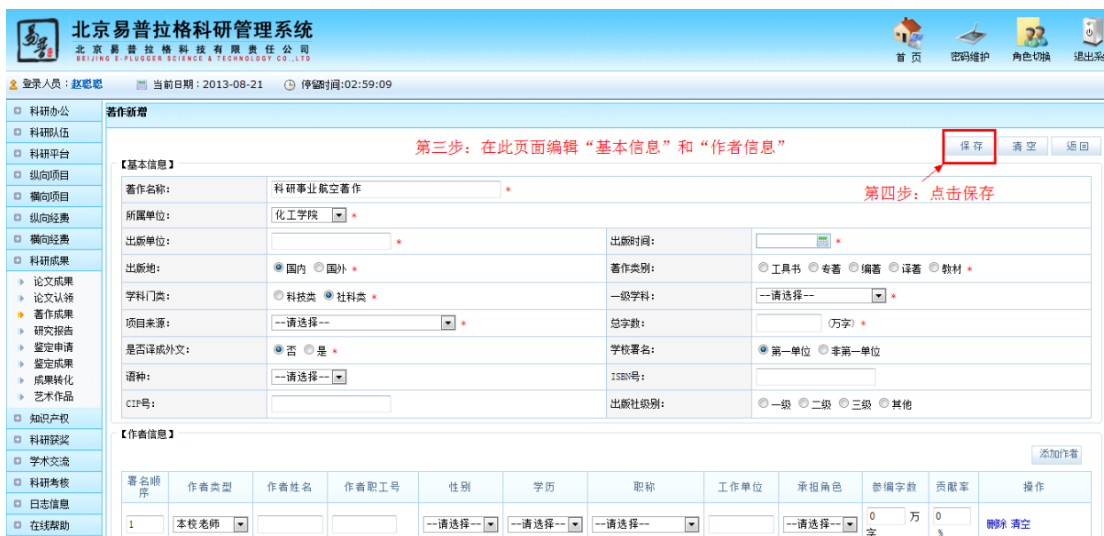 北京易普拉格科研管理系统
北京易普拉格科技有限责任公司
BEIJING E-PLUGGER SCIENCE & TECHNOLOGY CO.,LTD
首 页 密码维护 角色切换 退出系
登录人员：赵聪聪 当前日期：2013-08-21 停留时间:02:59:09
科研办公
科研队伍
科研平台
纵向项目
横向项目
纵向经费
横向经费
科研成果
论文成果
论文认领
著作成果
研究报告
鉴定申请
鉴定成果
成果转化
艺术作品
知识产权
科研获奖
学术交流
科研考核
日志信息
在线帮助
著作新增
第三步：在此页面编辑“基本信息”和“作者信息”
保存 清空 返回
第四步：点击保存
【基本信息】
著作名称： 科研事业航空著作 *
所属单位： 化工学院 *
出版单位： * 出版时间： *
出版地： 国内 国外 * 著作类别： 工具书 专著 编著 译著 教材 *
学科门类： 科技类 社科类 * 一级学科： --请选择-- *
项目来源： --请选择-- * 总字数： (万字) *
是否译成外文： 否 是 * 学校署名： 第一单位 非第一单位
语种： --请选择-- ISBN号：
CIP号： 出版社级别： 一级 二级 三级 其他
【作者信息】
添加作者
署名顺序 作者类型 作者姓名 作者职工号 性别 学历 职称 工作单位 承担角色 参编字数 贡献率 操作
1 本校老师 --请选择-- --请选择-- --请选择-- --请选择-- 0 万字 0 % 删除 清空